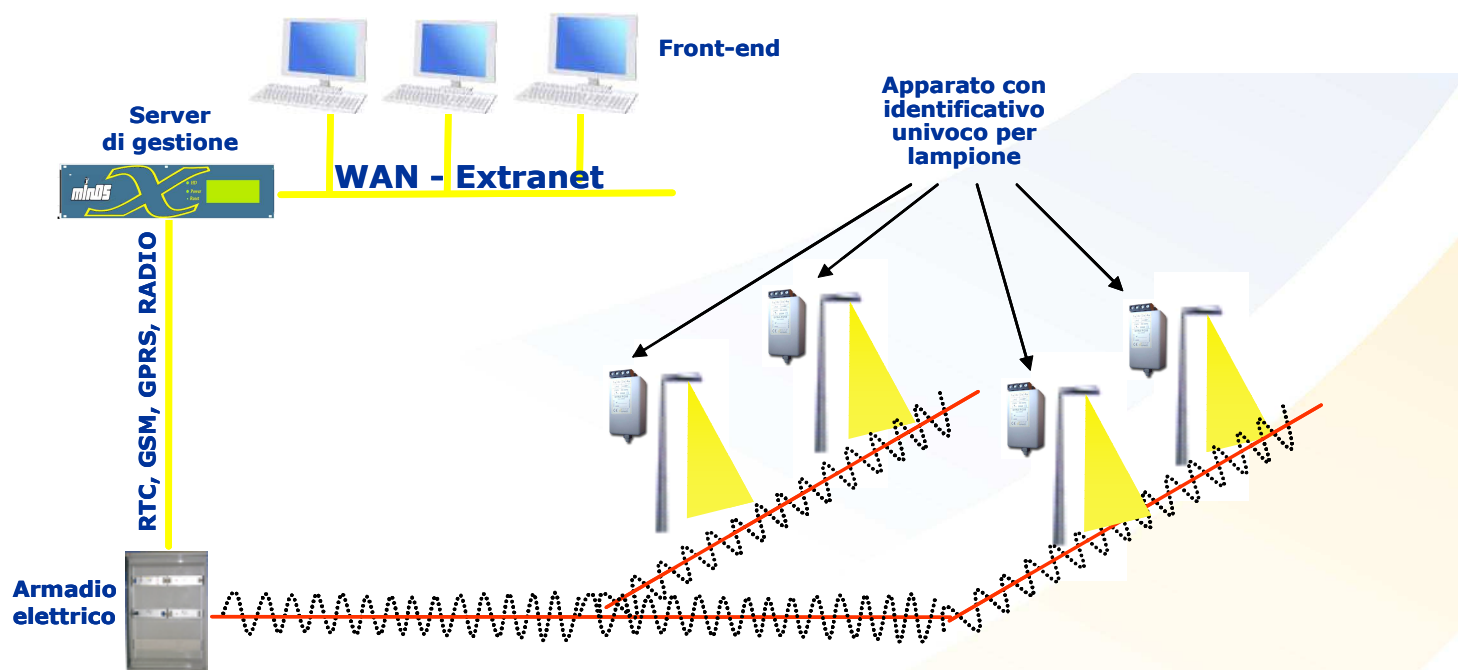 Front-end
Server
di gestione
Apparato con
identificativo
univoco per
lampione
minos
X
WAN - Extranet
RTC, GSM, GPRS, RADIO
Armadio
elettrico